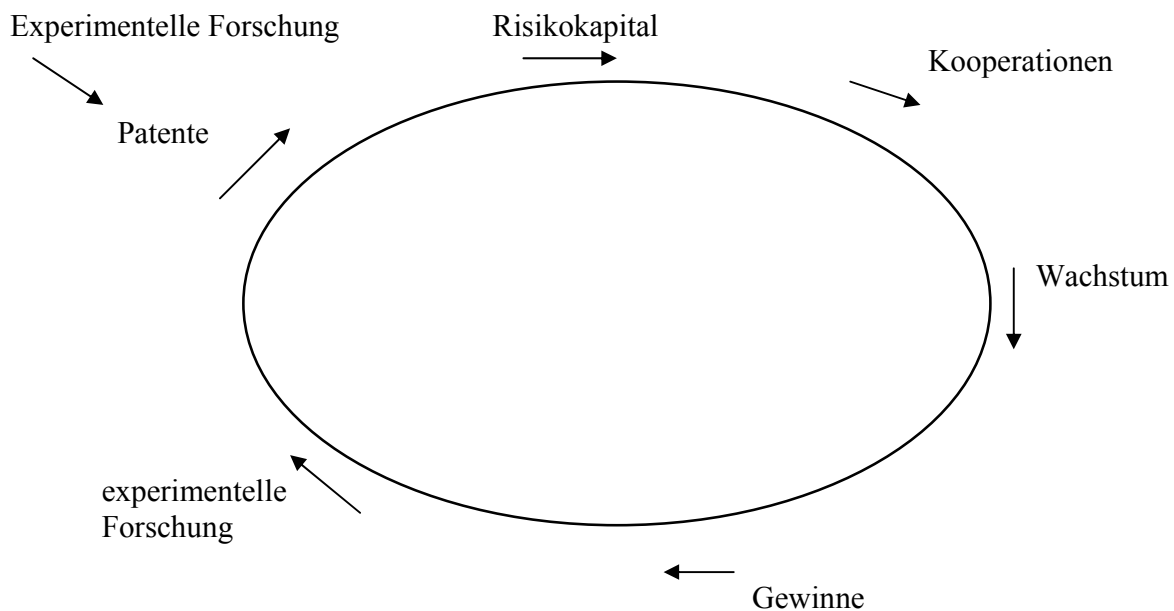 Experimentelle Forschung
Risikokapital
Kooperationen
Patente
Wachstum
experimentelle
Forschung
Gewinne